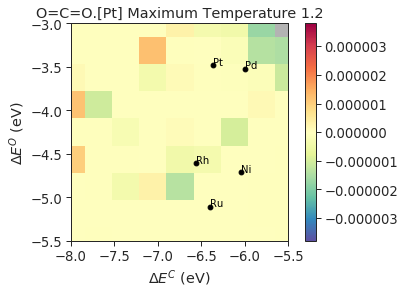 O=C=O.[Pt] Maximum Temperature 1.2
−3.0
−3.5
−4.0
−4.5
−5.0
−5.5
ΔE^O (eV)
Pt
Pd
Rh
Ni
Ru
−8.0 −7.5 −7.0 −6.5 −6.0 −5.5
ΔE^C (eV)
0.000003
0.000002
0.000001
0.000000
−0.000001
−0.000002
−0.000003